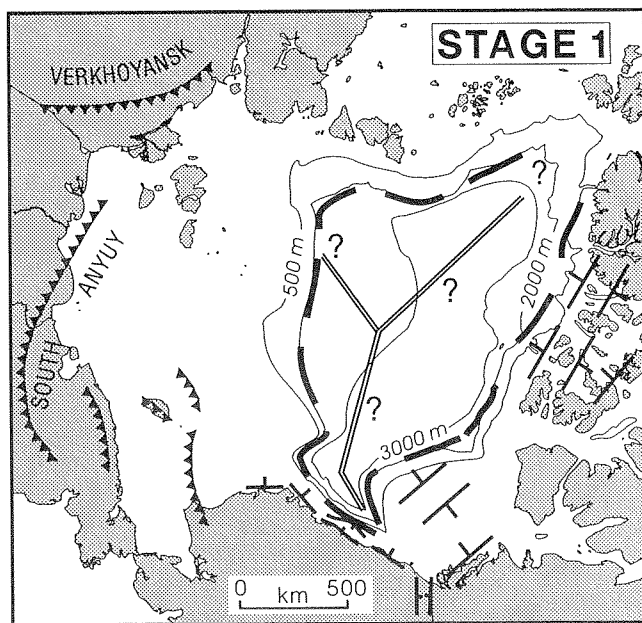 STAGE 1
VERKHOYANSK
SOUTH ANYUY
500 m
2000 m
3000 m
?
?
?
?
0 km 500